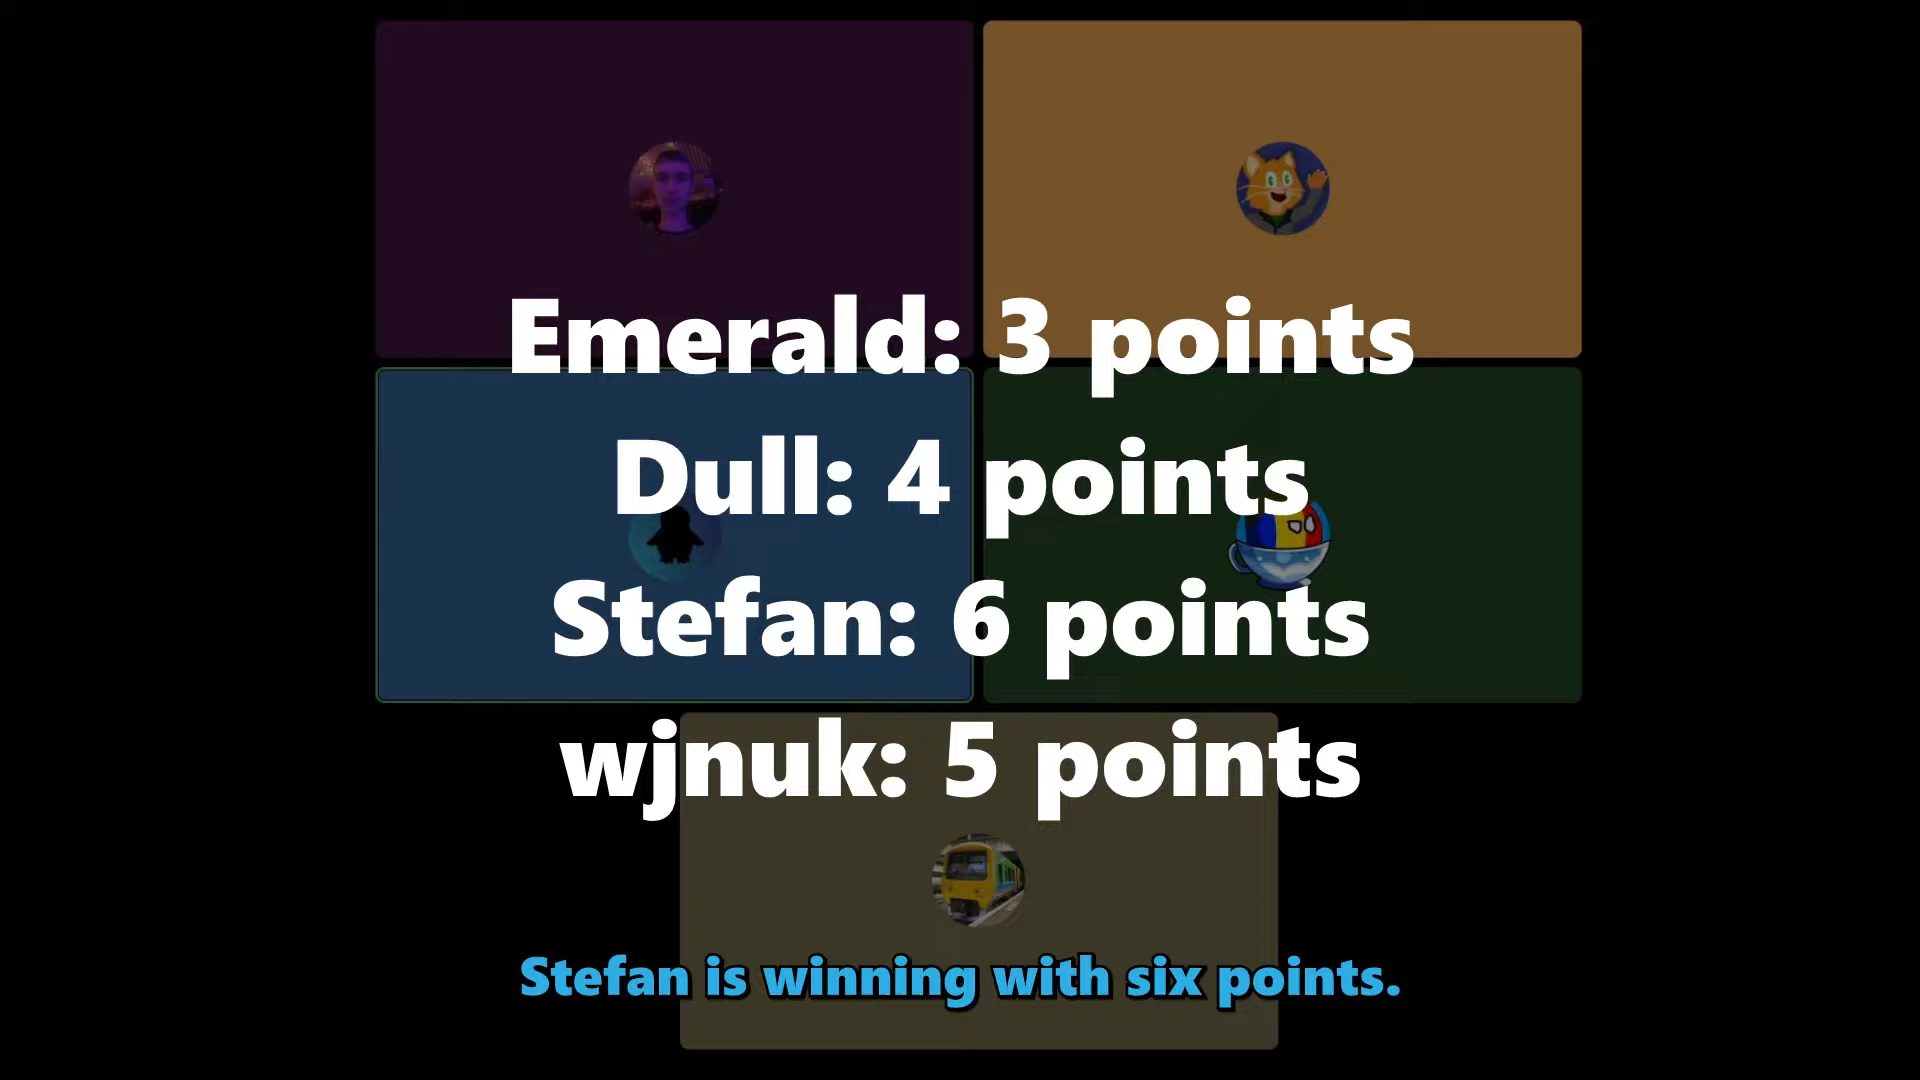 Emerald: 3 points
Dull: 4 points
Stefan: 6 points
wjnuk: 5 points
Stefan is winning with six points.